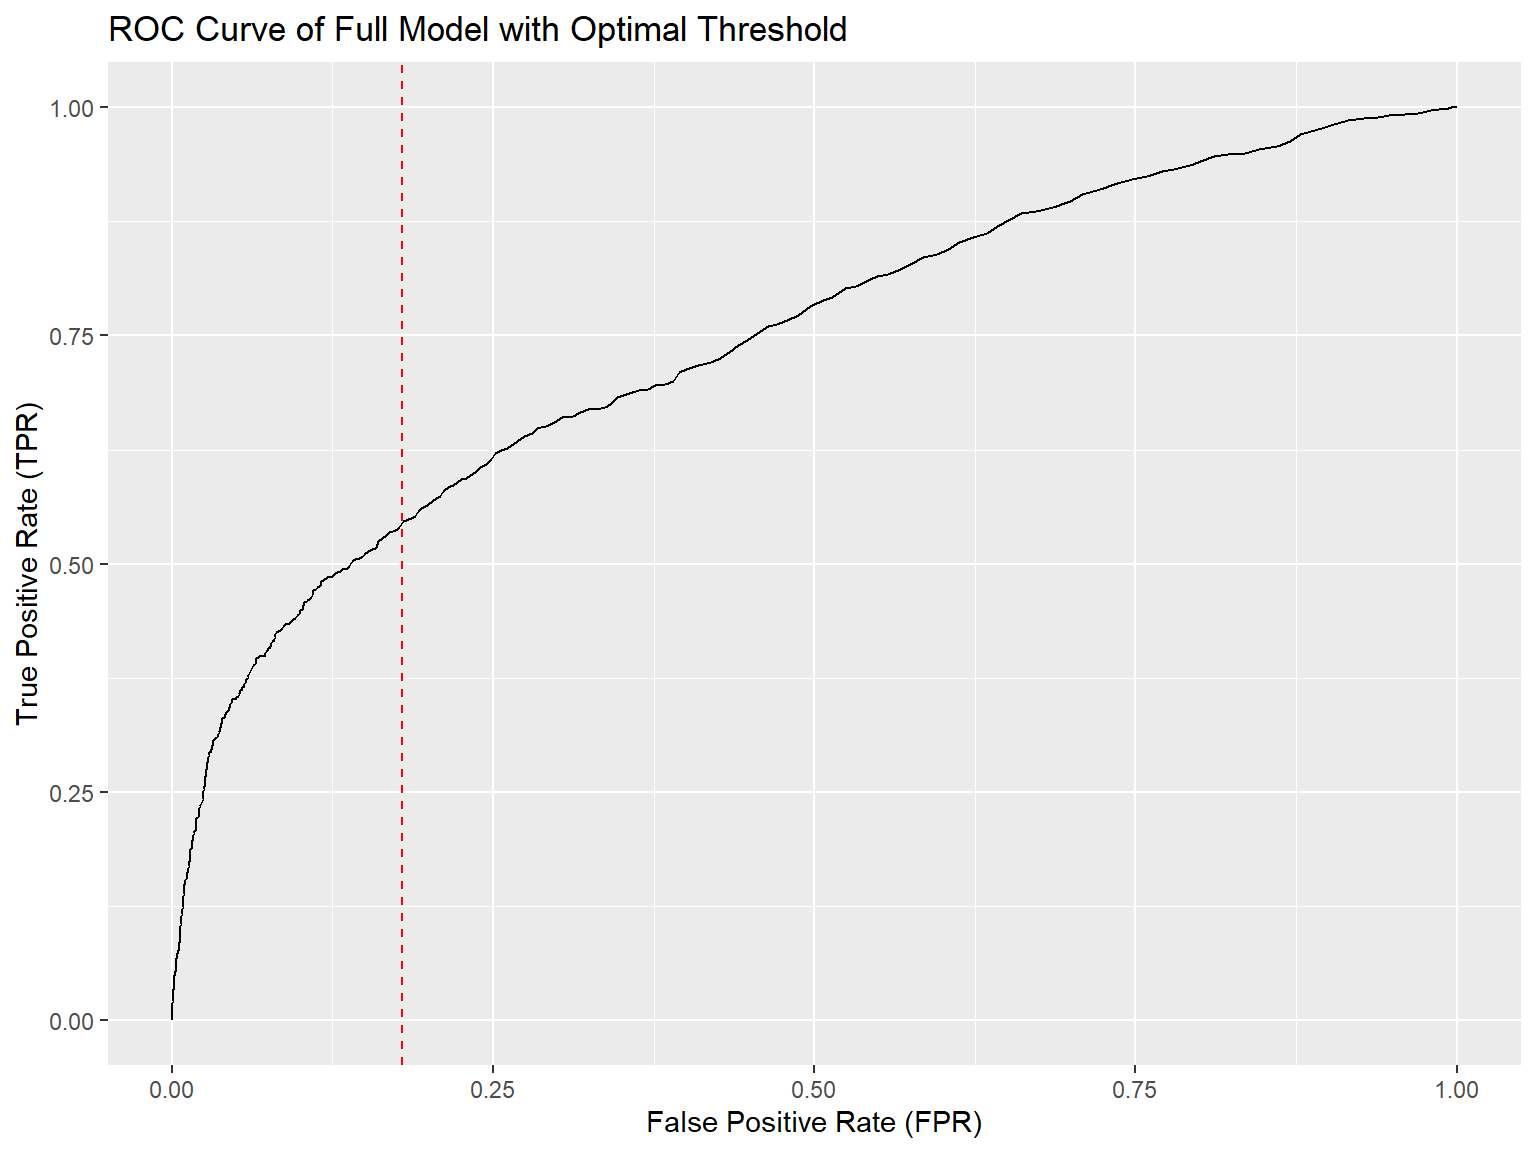 ROC Curve of Full Model with Optimal Threshold
1.00
0.75
0.50
0.25
0.00
True Positive Rate (TPR)
0.00 0.25 0.50 0.75 1.00
False Positive Rate (FPR)